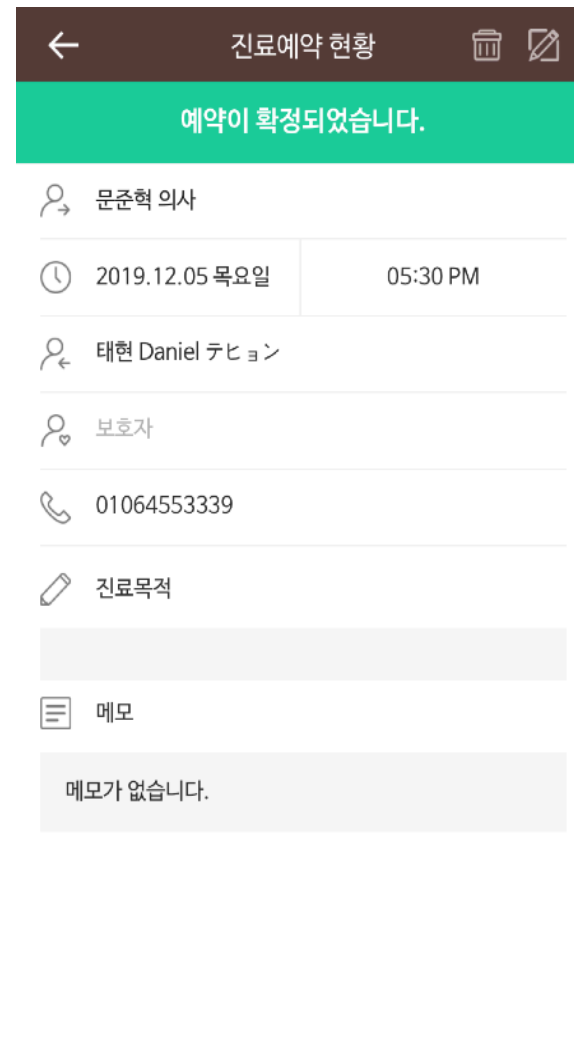 진료예약 현황
예약이 확정되었습니다.
문준혁 의사
2019.12.05 목요일 05:30 PM
태현 Daniel テヒョン
보호자
01064553339
진료목적
메모
메모가 없습니다.